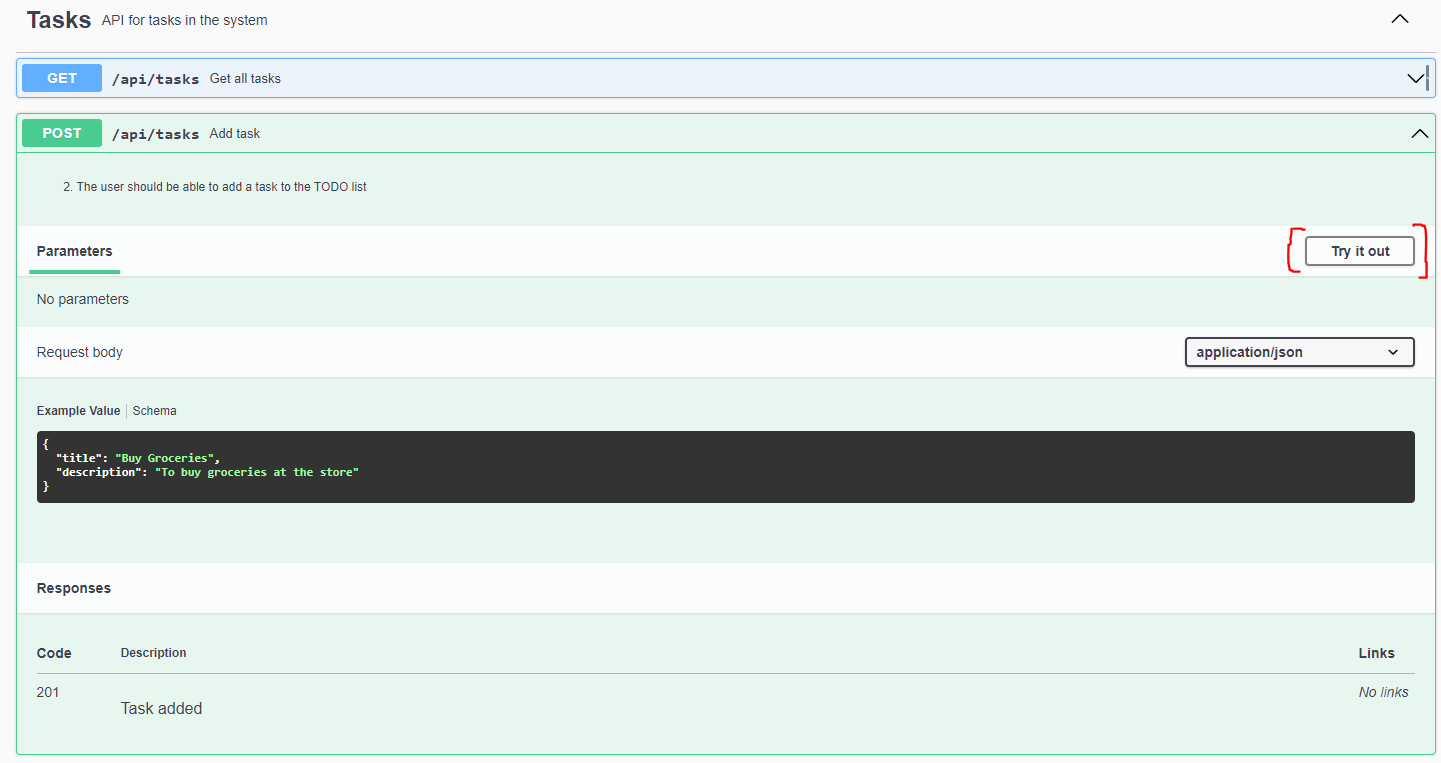 Tasks API for tasks in the system
GET /api/tasks Get all tasks
POST /api/tasks Add task
2. The user should be able to add a task to the TODO list
Parameters Try it out
No parameters
Request body application/json
Example Value Schema
{
"title": "Buy Groceries",
"description": "To buy groceries at the store"
}
Responses
Code Description Links
201 No links
Task added